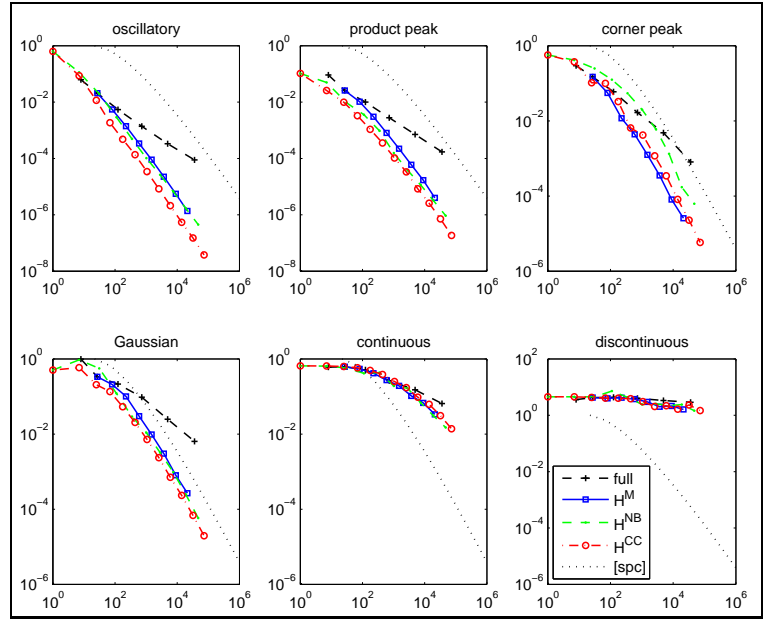 oscillatory
10^0
10^-2
10^-4
10^-6
10^-8
10^0 10^2 10^4 10^6
product peak
10^0
10^-2
10^-4
10^-6
10^-8
10^0 10^2 10^4 10^6
corner peak
10^0
10^-2
10^-4
10^-6
10^0 10^2 10^4 10^6
Gaussian
10^0
10^-2
10^-4
10^-6
10^0 10^2 10^4 10^6
continuous
10^0
10^-2
10^-4
10^-6
10^0 10^2 10^4 10^6
discontinuous
10^2
10^0
10^-2
10^-4
10^-6
10^0 10^2 10^4 10^6
full
H^M
H^NB
H^CC
[spc]